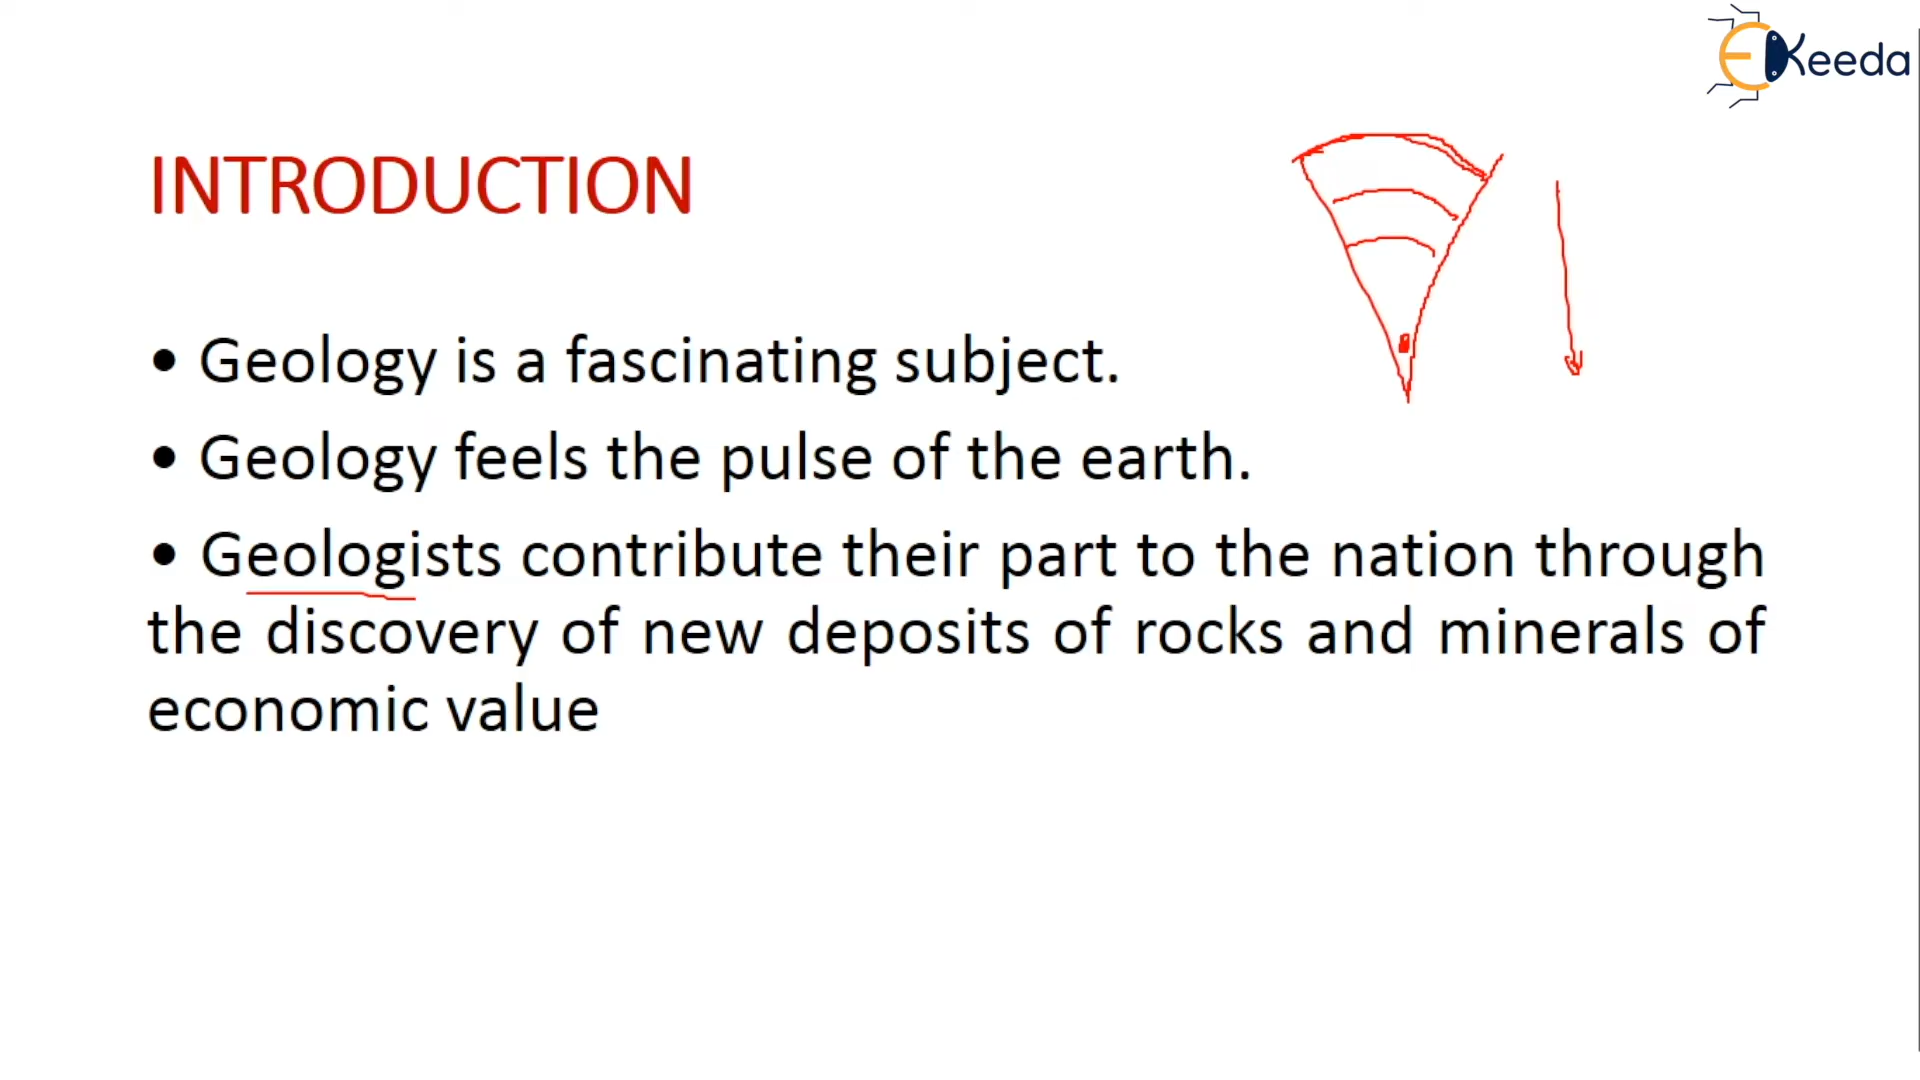 EKeeda
INTRODUCTION
• Geology is a fascinating subject.
• Geology feels the pulse of the earth.
• Geologists contribute their part to the nation through
the discovery of new deposits of rocks and minerals of
economic value